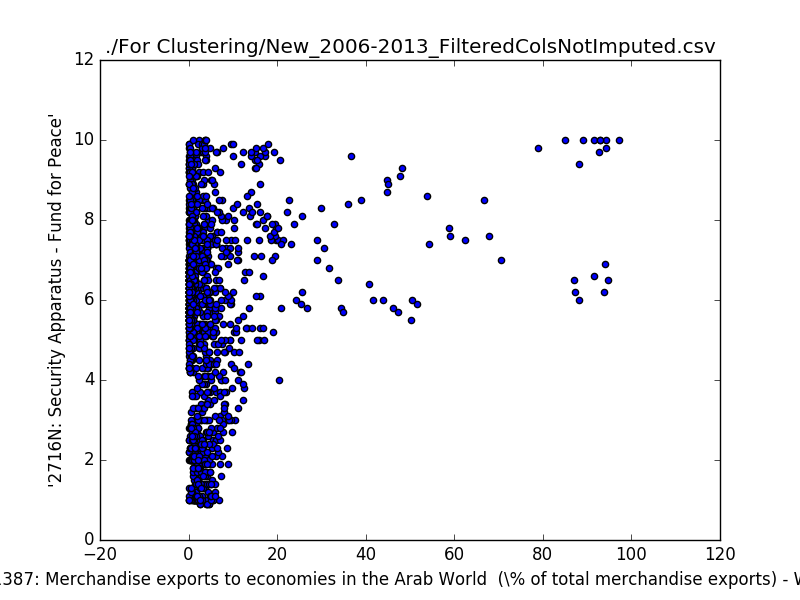 ./For Clustering/New_2006-2013_FilteredColsNotImputed.csv
12
10
8
6
4
2
0
'2716N: Security Apparatus - Fund for Peace'
−20 0 20 40 60 80 100 120
387: Merchandise exports to economies in the Arab World (\% of total merchandise exports) -